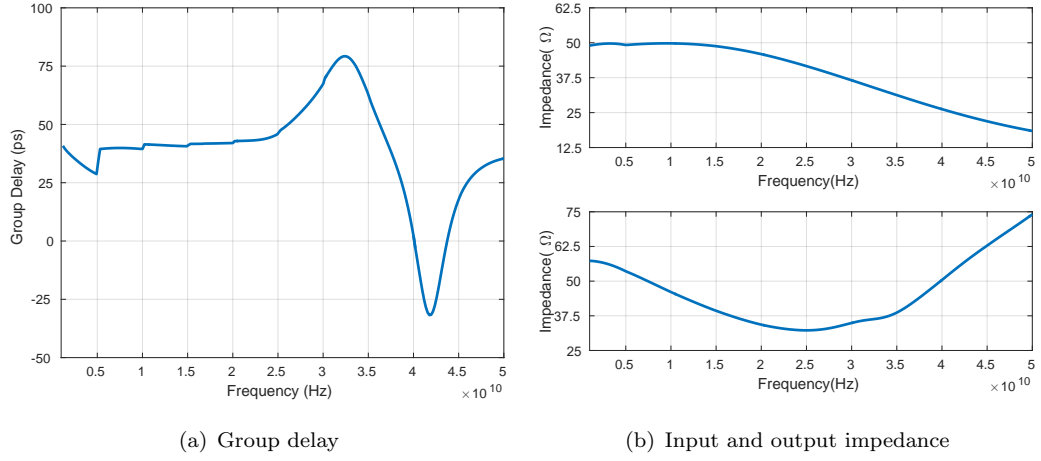 100
75
50
25
0
-25
-50
Group Delay (ps)
0.5 1 1.5 2 2.5 3 3.5 4 4.5 5
Frequency (Hz)
× 10 10
(a) Group delay
62.5
50
37.5
25
12.5
Impedance( Ω)
0.5 1 1.5 2 2.5 3 3.5 4 4.5 5
Frequency(Hz)
× 10 10
75
62.5
50
37.5
25
Impedance( Ω)
0.5 1 1.5 2 2.5 3 3.5 4 4.5 5
Frequency(Hz)
× 10 10
(b) Input and output impedance